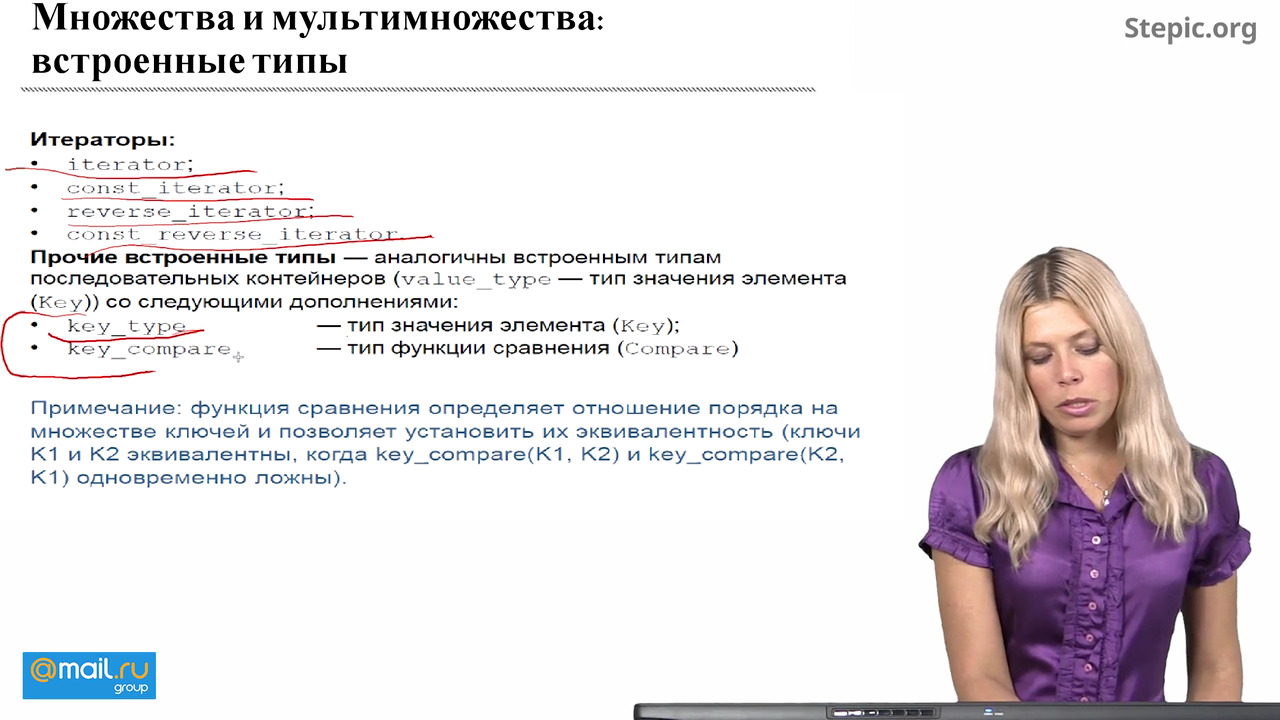 Множества и мультимножества:
встроенные типы
Stepic.org
Итераторы:
• iterator;
• const_iterator;
• reverse_iterator;
• const_reverse_iterator.
Прочие встроенные типы — аналогичны встроенным типам
последовательных контейнеров (value_type — тип значения элемента
(Key)) со следующими дополнениями:
• key_type — тип значения элемента (Key);
• key_compare — тип функции сравнения (Compare)
Примечание: функция сравнения определяет отношение порядка на
множестве ключей и позволяет установить их эквивалентность (ключи
K1 и K2 эквивалентны, когда key_compare(K1, K2) и key_compare(K2,
K1) одновременно ложны).
@mail.ru
group